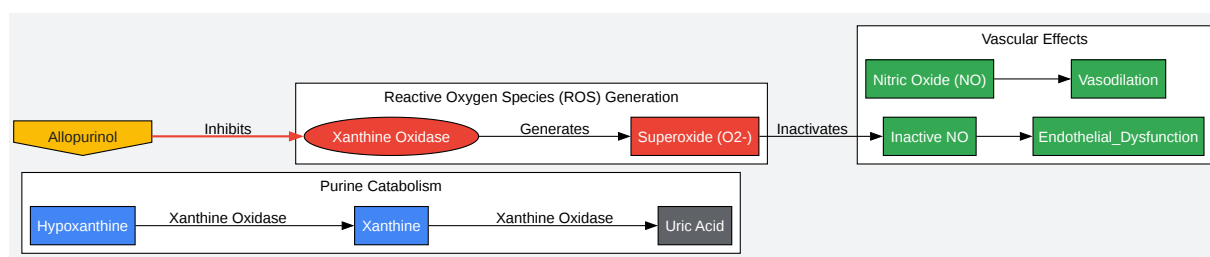 Vascular Effects
Nitric Oxide (NO)
Vasodilation
Reactive Oxygen Species (ROS) Generation
Allopurinol
Inhibits
Xanthine Oxidase
Generates
Superoxide (O2-)
Inactivates
Inactive NO
Endothelial_Dysfunction
Purine Catabolism
Hypoxanthine
Xanthine Oxidase
Xanthine
Xanthine Oxidase
Uric Acid